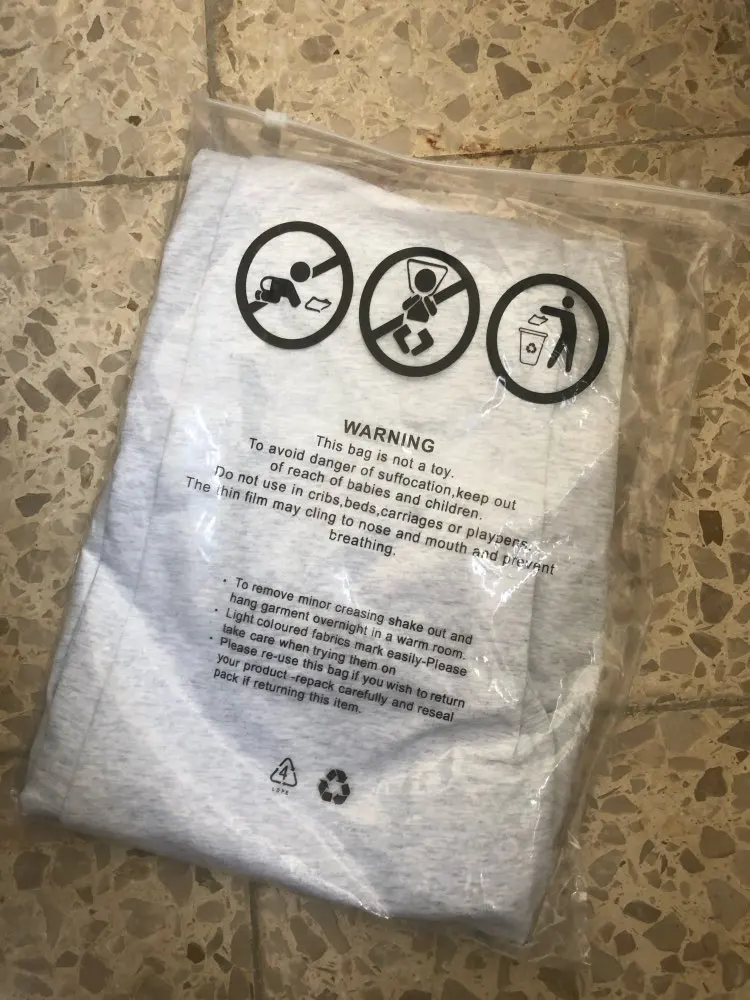 WARNING
This bag is not a toy.
To avoid danger of suffocation,keep out
of reach of babies and children.
Do not use in cribs,beds,carriages or playpens.
The thin film may cling to nose and mouth and prevent
breathing.
• To remove minor creasing shake out and
hang garment overnight in a warm room.
• Light coloured fabrics mark easily-Please
take care when trying them on
• Please re-use this bag if you wish to return
your product -repack carefully and reseal
pack if returning this item.
4
LDPE